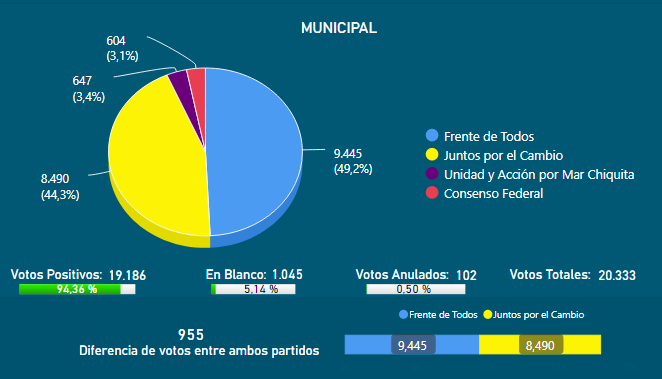 MUNICIPAL
604
(3,1%)
647
(3,4%)
8.490
(44,3%)
9.445
(49,2%)
Frente de Todos
Juntos por el Cambio
Unidad y Acción por Mar Chiquita
Consenso Federal
Votos Positivos: 19.186
94,36 %
En Blanco: 1.045
5,14 %
Votos Anulados: 102
0,50 %
Votos Totales: 20.333
955
Diferencia de votos entre ambos partidos
Frente de Todos Juntos por el Cambio
9,445 8,490